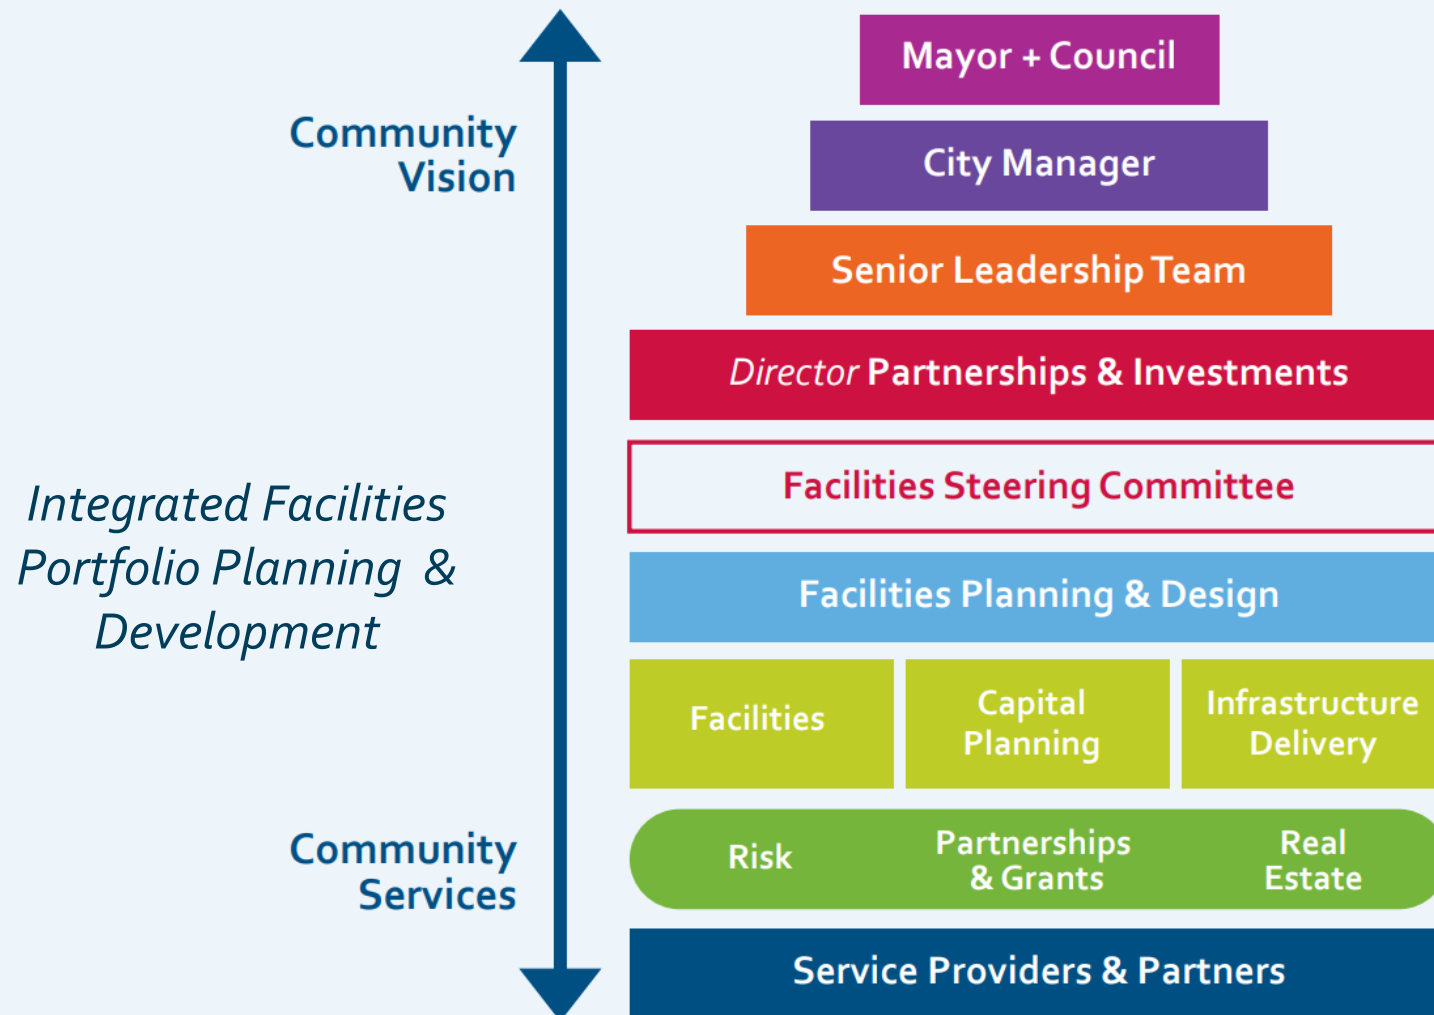 Mayor + Council
City Manager
Community
Vision
Senior Leadership Team
Director Partnerships & Investments
Facilities Steering Committee
Integrated Facilities
Portfolio Planning &
Development
Facilities Planning & Design
Facilities
Capital
Planning
Infrastructure
Delivery
Community
Services
Risk
Partnerships
& Grants
Real
Estate
Service Providers & Partners